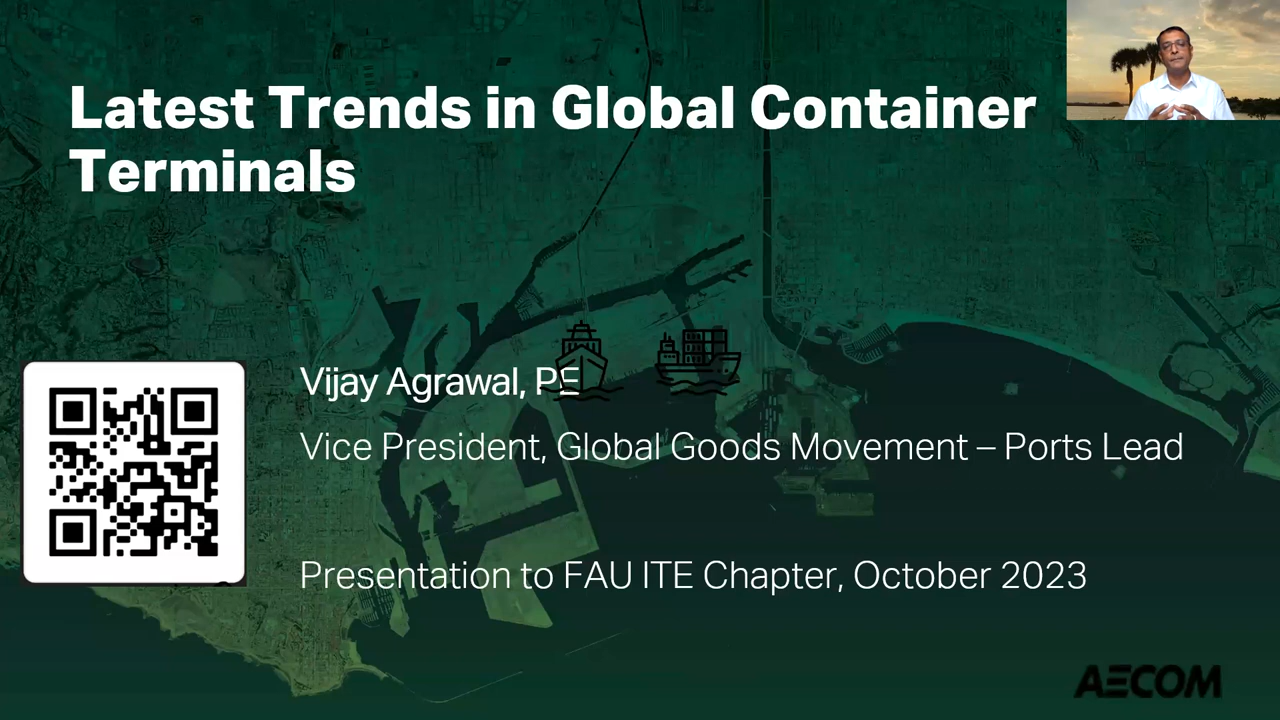 Latest Trends in Global Container
Terminals
Vijay Agrawal, PE
Vice President, Global Goods Movement – Ports Lead
Presentation to FAU ITE Chapter, October 2023
AECOM